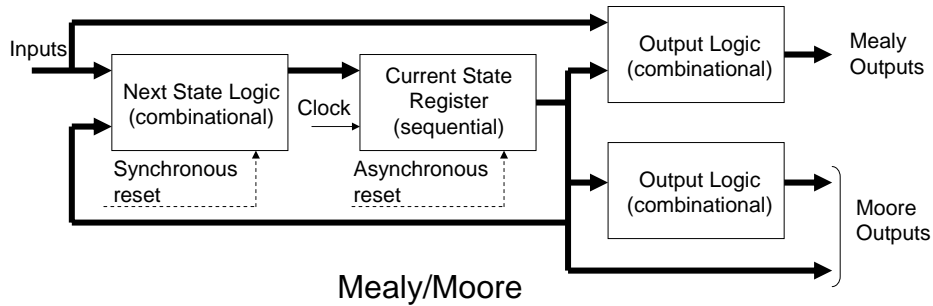 Inputs
Next State Logic
(combinational)
Clock
Current State
Register
(sequential)
Output Logic
(combinational)
Mealy
Outputs
Synchronous
reset
Asynchronous
reset
Output Logic
(combinational)
Moore
Outputs
Mealy/Moore